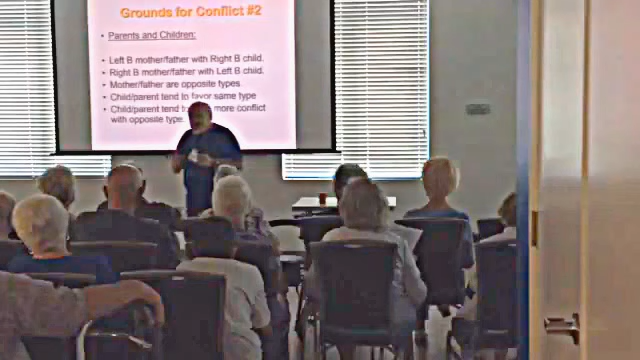 Grounds for Conflict #2
• Parents and Children:
• Left B mother/father with Right B child.
• Right B mother/father with Left B child.
• Mother/father are opposite types.
• Child/parent tend to favor same type
• Child/parent tend more conflict
with opposite type.